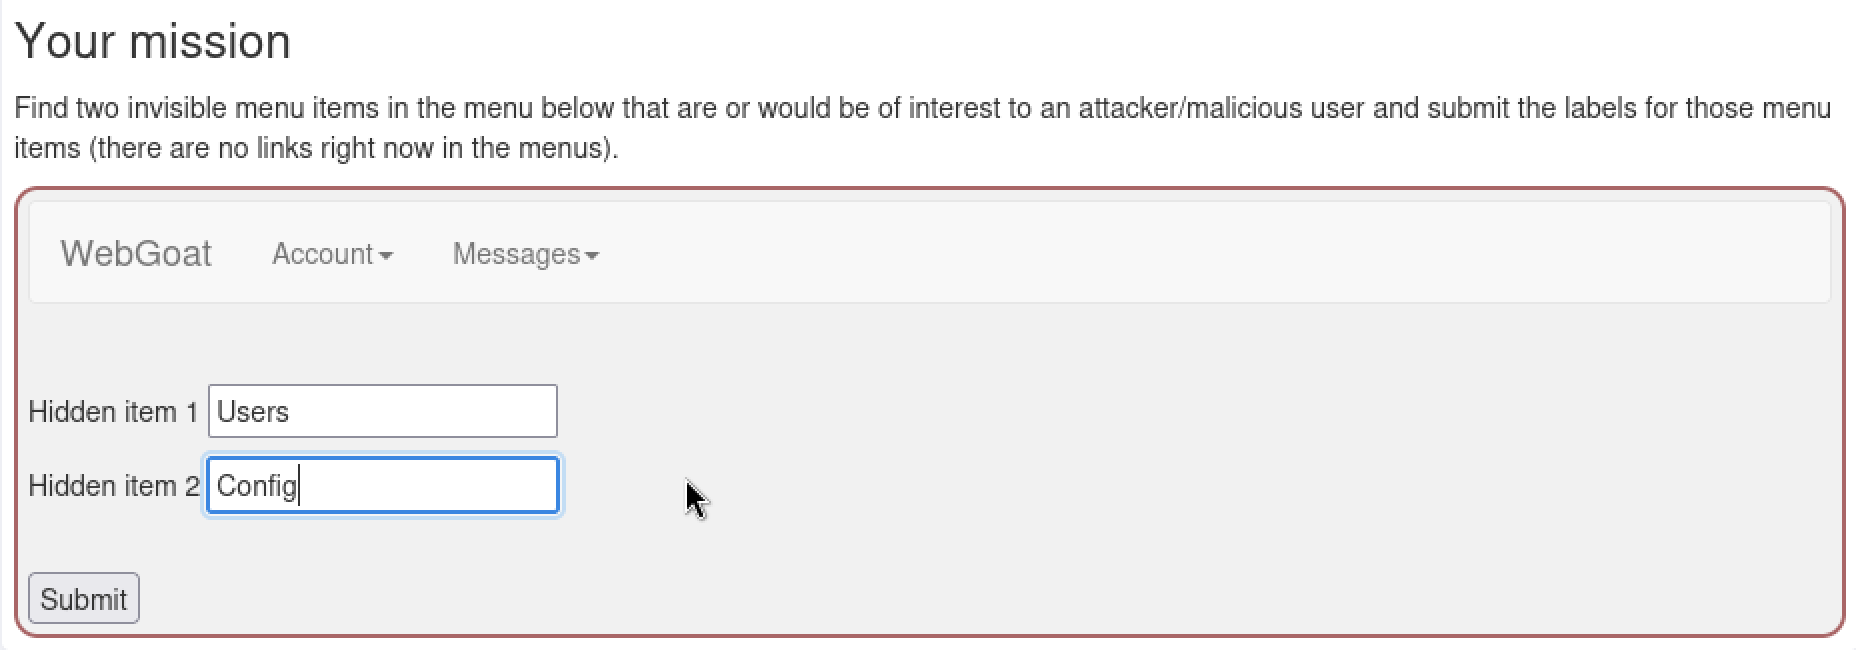 Your mission
Find two invisible menu items in the menu below that are or would be of interest to an attacker/malicious user and submit the labels for those menu
items (there are no links right now in the menus).
WebGoat Account Messages
Hidden item 1 Users
Hidden item 2 Config
Submit